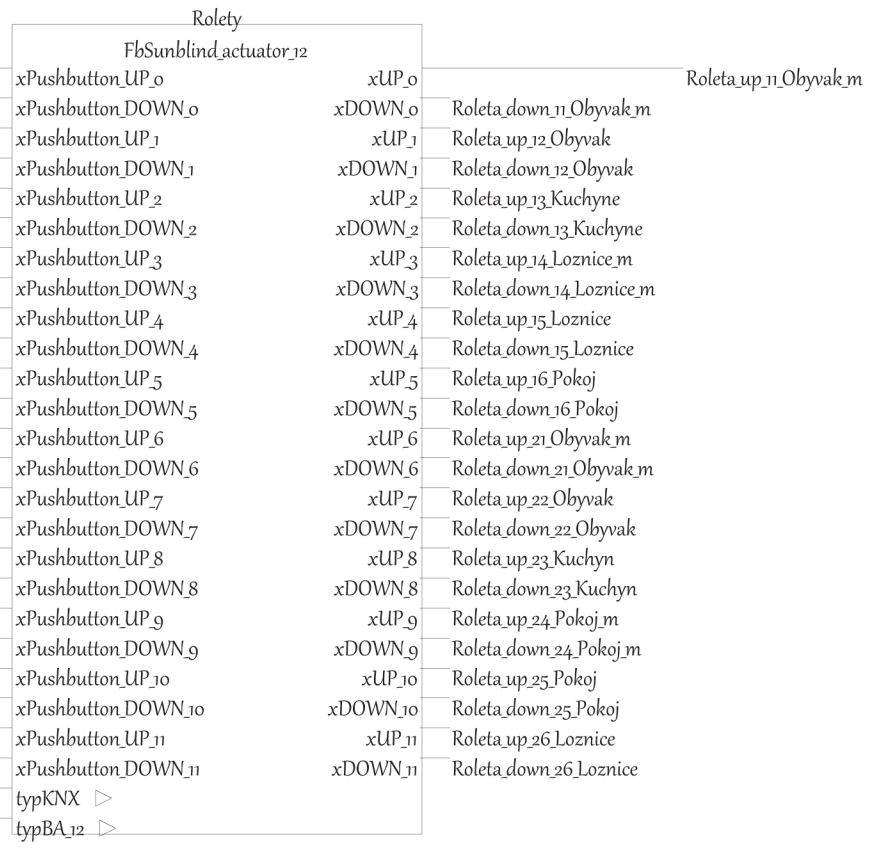 Rolety
FbSunblind_actuator_12
xPushbutton_UP_0 xUP_0 Roleta_up_11_Obyvak_m
xPushbutton_DOWN_0 xDOWN_0 Roleta_down_11_Obyvak_m
xPushbutton_UP_1 xUP_1 Roleta_up_12_Obyvak
xPushbutton_DOWN_1 xDOWN_1 Roleta_down_12_Obyvak
xPushbutton_UP_2 xUP_2 Roleta_up_13_Kuchyne
xPushbutton_DOWN_2 xDOWN_2 Roleta_down_13_Kuchyne
xPushbutton_UP_3 xUP_3 Roleta_up_14_Loznice_m
xPushbutton_DOWN_3 xDOWN_3 Roleta_down_14_Loznice_m
xPushbutton_UP_4 xUP_4 Roleta_up_15_Loznice
xPushbutton_DOWN_4 xDOWN_4 Roleta_down_15_Loznice
xPushbutton_UP_5 xUP_5 Roleta_up_16_Pokoj
xPushbutton_DOWN_5 xDOWN_5 Roleta_down_16_Pokoj
xPushbutton_UP_6 xUP_6 Roleta_up_21_Obyvak_m
xPushbutton_DOWN_6 xDOWN_6 Roleta_down_21_Obyvak_m
xPushbutton_UP_7 xUP_7 Roleta_up_22_Obyvak
xPushbutton_DOWN_7 xDOWN_7 Roleta_down_22_Obyvak
xPushbutton_UP_8 xUP_8 Roleta_up_23_Kuchyn
xPushbutton_DOWN_8 xDOWN_8 Roleta_down_23_Kuchyn
xPushbutton_UP_9 xUP_9 Roleta_up_24_Pokoj_m
xPushbutton_DOWN_9 xDOWN_9 Roleta_down_24_Pokoj_m
xPushbutton_UP_10 xUP_10 Roleta_up_25_Pokoj
xPushbutton_DOWN_10 xDOWN_10 Roleta_down_25_Pokoj
xPushbutton_UP_11 xUP_11 Roleta_up_26_Loznice
xPushbutton_DOWN_11 xDOWN_11 Roleta_down_26_Loznice
typKNX
typBA_12